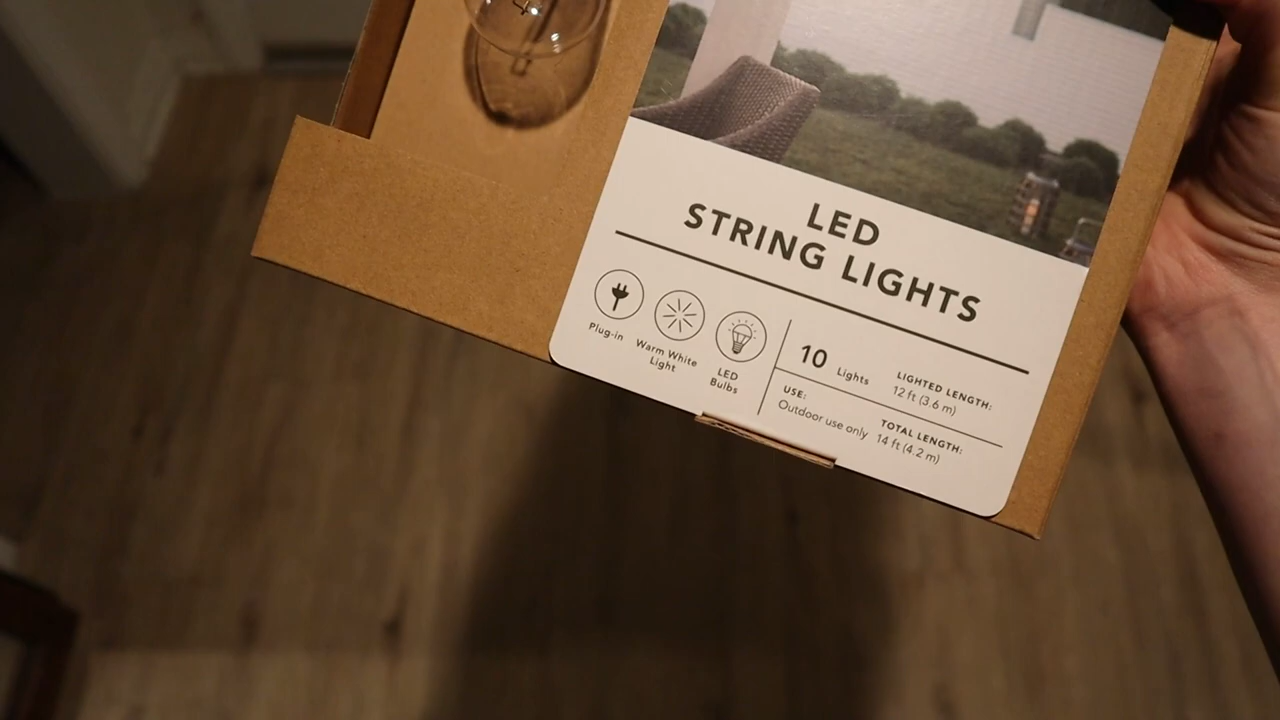 LED
STRING LIGHTS
Plug-in
Warm White
Light
LED
Bulbs
10 Lights
USE:
Outdoor use only
LIGHTED LENGTH:
12 ft (3.6 m)
TOTAL LENGTH:
14 ft (4.2 m)